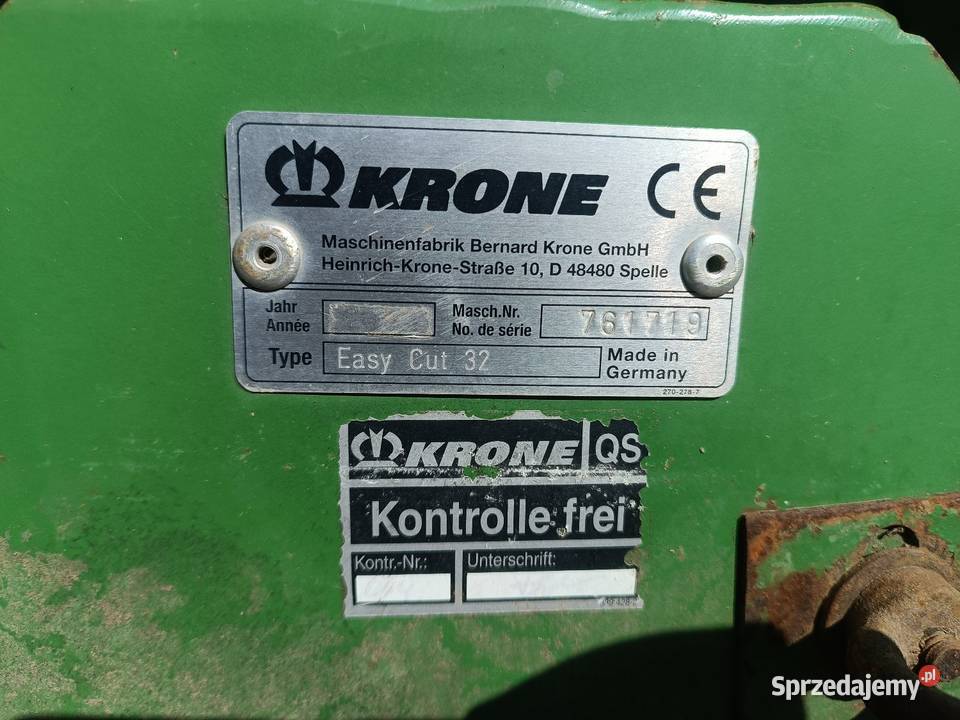 KRONE CE
Maschinenfabrik Bernard Krone GmbH
Heinrich-Krone-Straße 10, D 48480 Spelle
Jahr
Année
Masch.Nr.
No. de série
761719
Type Easy Cut 32
Made in
Germany
270-278-7
KRONE QS
Kontrolle frei
Kontr.-Nr.: Unterschrift:
Sprzedajemy.pl